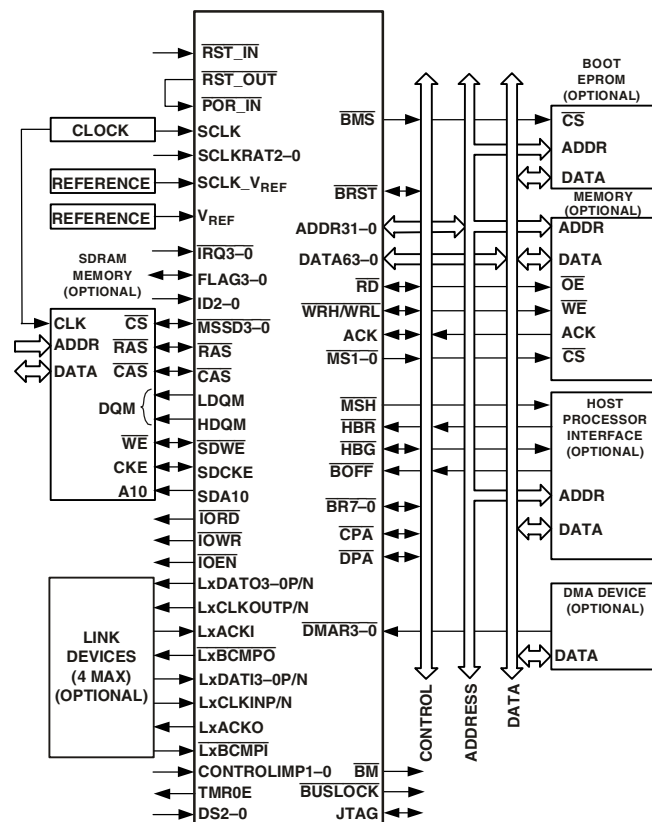 RST_IN
RST_OUT
POR_IN
CLOCK
SCLK
SCLKRAT2–0
REFERENCE
SCLK_VREF
REFERENCE
VREF
IRQ3–0
SDRAM
MEMORY
(OPTIONAL)
FLAG3–0
ID2–0
CLK
CS
MSSD3–0
ADDR
RAS
RAS
DATA
CAS
CAS
DQM
LDQM
HDQM
WE
SDWE
CKE
SDCKE
A10
SDA10
IORD
IOWR
IOEN
LINK
DEVICES
(4 MAX)
(OPTIONAL)
LxDATO3–0P/N
LxCLKOUTP/N
LxACKI
LxBCMPO
LxDATI3–0P/N
LxCLKINP/N
LxACKO
LxBCMPI
CONTROLIMP1–0
TMR0E
DS2–0
BMS
BRST
ADDR31–0
DATA63–0
RD
WRH/WRL
ACK
MS1–0
MSH
HBR
HBG
BOFF
BR7–0
CPA
DPA
DMAR3–0
BM
BUSLOCK
JTAG
CONTROL
ADDRESS
DATA
BOOT
EPROM
(OPTIONAL)
CS
ADDR
DATA
MEMORY
(OPTIONAL)
ADDR
DATA
OE
WE
ACK
CS
HOST
PROCESSOR
INTERFACE
(OPTIONAL)
ADDR
DATA
DMA DEVICE
(OPTIONAL)
DATA